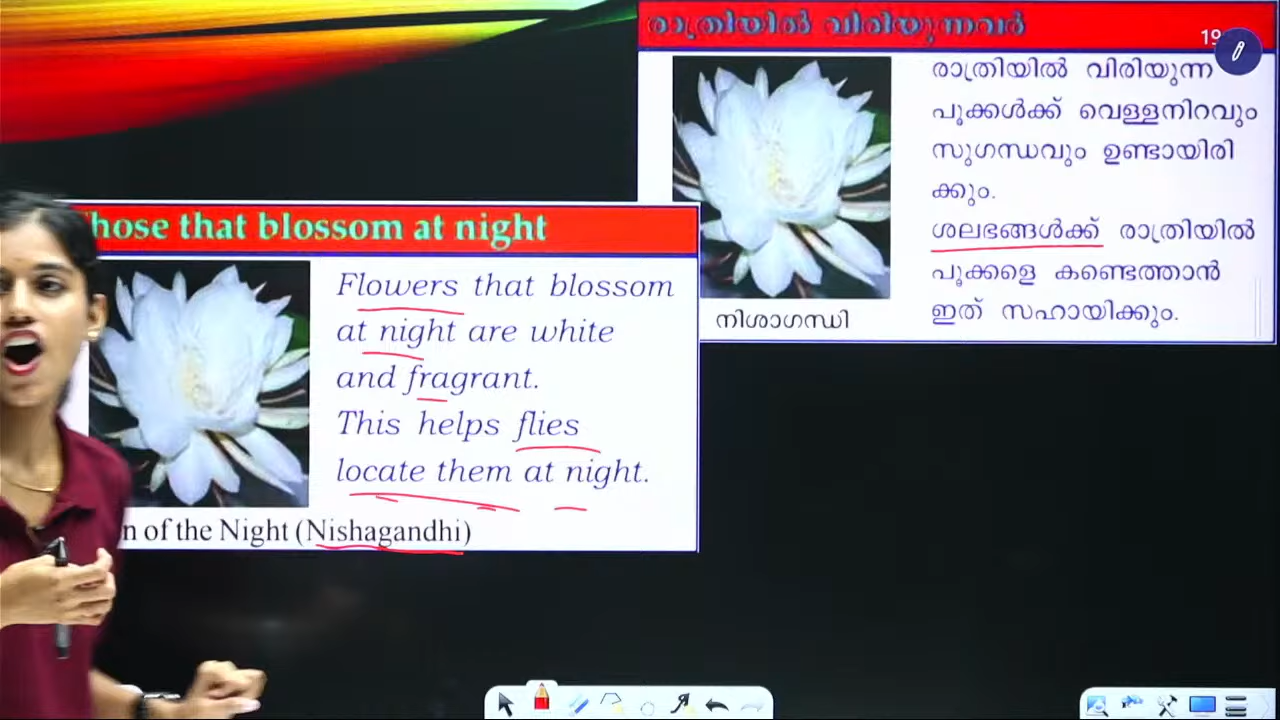 രാത്രിയിൽ വിരിയുന്നവർ
19
രാത്രിയിൽ വിരിയുന്ന
പൂക്കൾക്ക് വെള്ളനിറവും
സുഗന്ധവും ഉണ്ടായിരി
ക്കും.
ശലഭങ്ങൾക്ക് രാത്രിയിൽ
പൂക്കളെ കണ്ടെത്താൻ
ഇത് സഹായിക്കും.
നിശാഗന്ധി
hose that blossom at night
Flowers that blossom
at night are white
and fragrant.
This helps flies
locate them at night.
n of the Night (Nishagandhi)